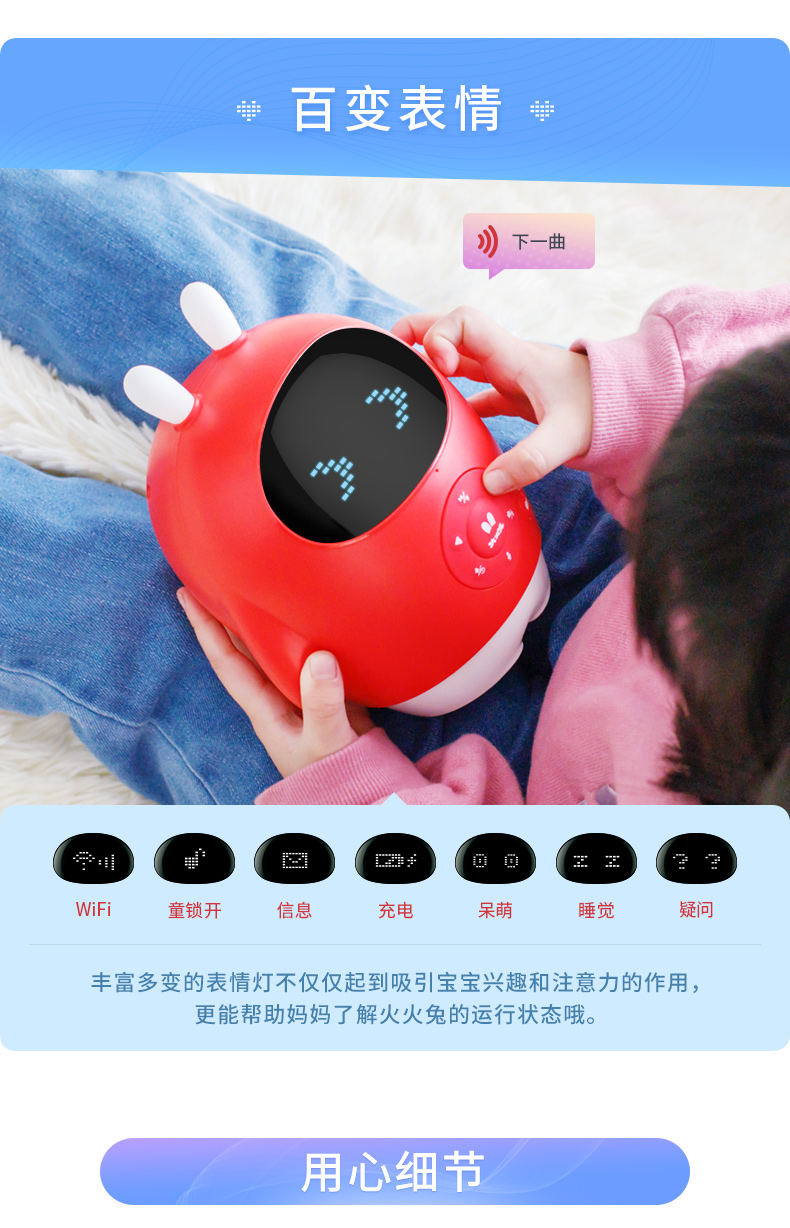 百变表情
下一曲
WiFi
童锁开
信息
充电
呆萌
睡觉
疑问
丰富多变的表情灯不仅仅起到吸引宝宝兴趣和注意力的作用，
更能帮助妈妈了解火火兔的运行状态哦。
用心细节